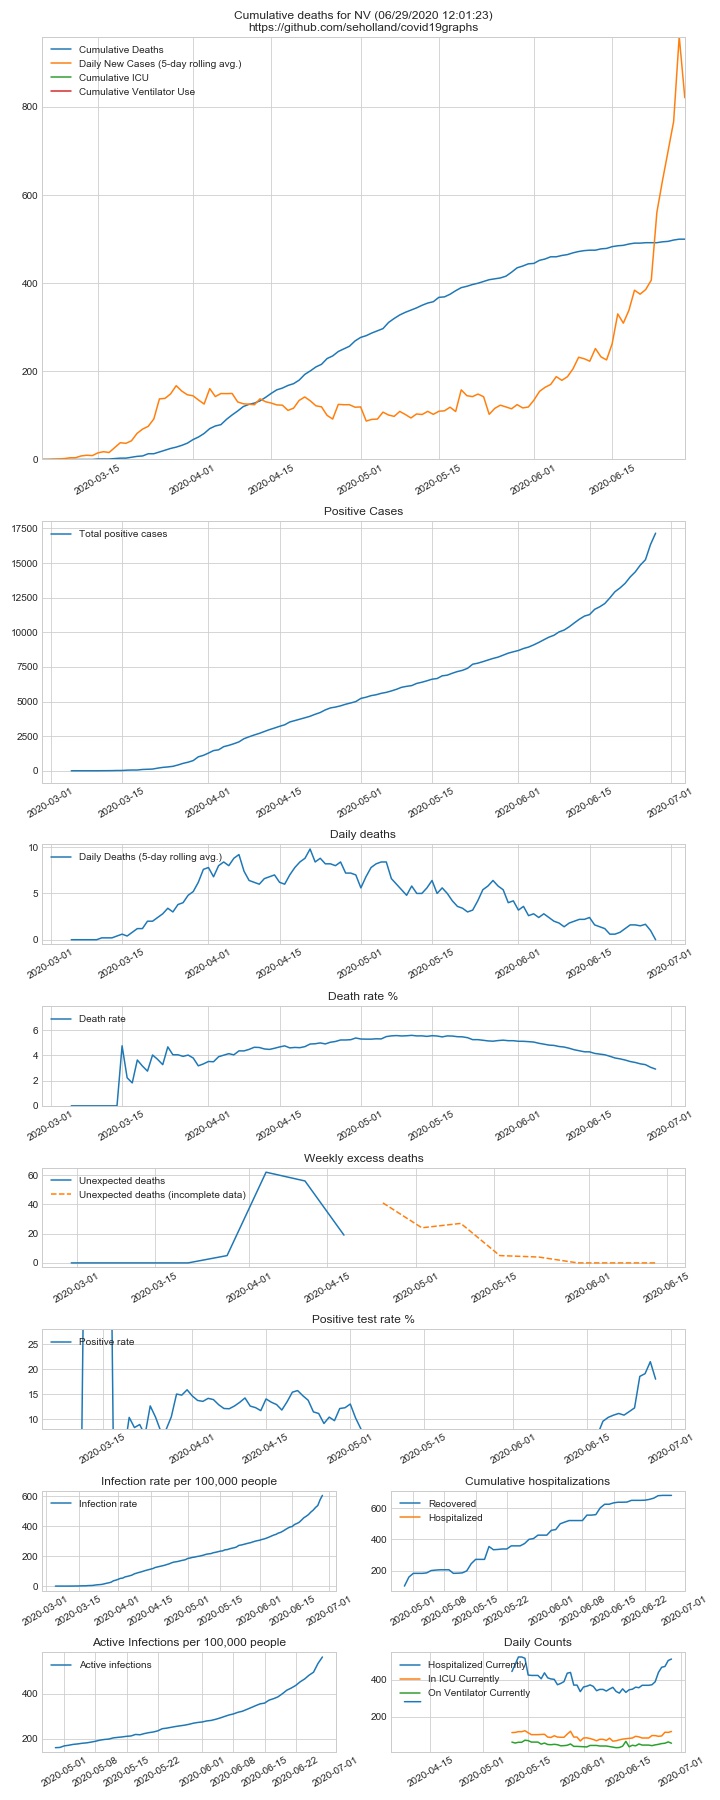 Cumulative deaths for NV (06/29/2020 12:01:23)
https://github.com/seholland/covid19graphs
Cumulative Deaths
Daily New Cases (5-day rolling avg.)
Cumulative ICU
Cumulative Ventilator Use
800
600
400
200
0
2020-03-15 2020-04-01 2020-04-15 2020-05-01 2020-05-15 2020-06-01 2020-06-15
Positive Cases
Total positive cases
17500
15000
12500
10000
7500
5000
2500
0
2020-03-01 2020-03-15 2020-04-01 2020-04-15 2020-05-01 2020-05-15 2020-06-01 2020-06-15 2020-07-01
Daily deaths
Daily Deaths (5-day rolling avg.)
10
5
0
2020-03-01 2020-03-15 2020-04-01 2020-04-15 2020-05-01 2020-05-15 2020-06-01 2020-06-15 2020-07-01
Death rate %
Death rate
6
4
2
0
2020-03-01 2020-03-15 2020-04-01 2020-04-15 2020-05-01 2020-05-15 2020-06-01 2020-06-15 2020-07-01
Weekly excess deaths
Unexpected deaths
Unexpected deaths (incomplete data)
60
40
20
0
2020-03-01 2020-03-15 2020-04-01 2020-04-15 2020-05-01 2020-05-15 2020-06-01 2020-06-15
Positive test rate %
Positive rate
25
20
15
10
2020-03-15 2020-04-01 2020-04-15 2020-05-01 2020-05-15 2020-06-01 2020-06-15 2020-07-01
Infection rate per 100,000 people
Infection rate
600
400
200
0
2020-03-01 2020-03-15 2020-04-01 2020-04-15 2020-05-01 2020-05-15 2020-06-01 2020-06-15 2020-07-01
Cumulative hospitalizations
Recovered
Hospitalized
600
400
200
2020-05-01 2020-05-08 2020-05-15 2020-05-22 2020-06-01 2020-06-08 2020-06-15 2020-06-22 2020-07-01
Active Infections per 100,000 people
Active infections
400
200
2020-05-01 2020-05-08 2020-05-15 2020-05-22 2020-06-01 2020-06-08 2020-06-15 2020-06-22 2020-07-01
Daily Counts
Hospitalized Currently
In ICU Currently
On Ventilator Currently
400
200
2020-04-15 2020-05-01 2020-05-15 2020-06-01 2020-06-15 2020-07-01